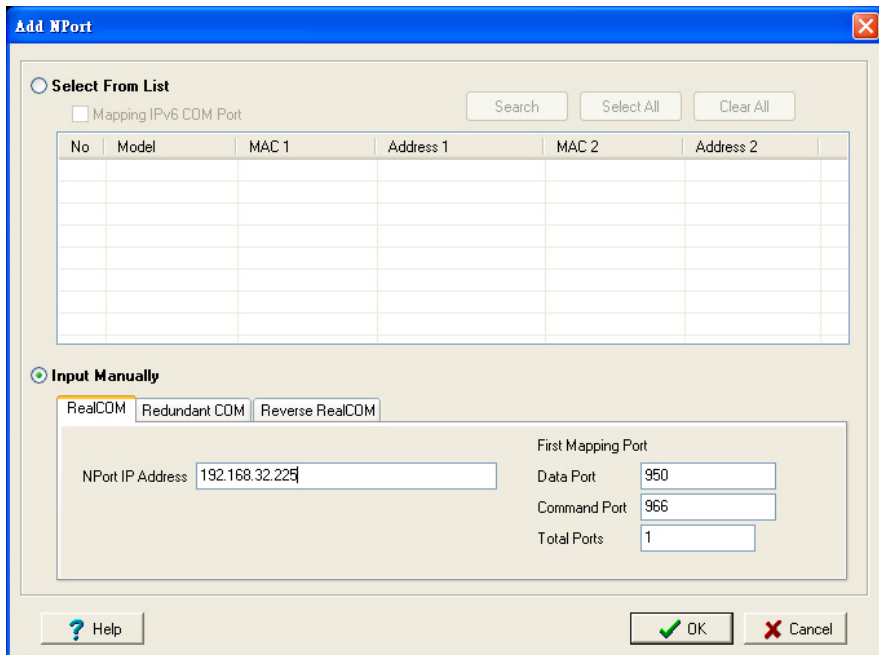 Add NPort
Select From List
Mapping IPv6 COM Port
Search
Select All
Clear All
No Model MAC 1 Address 1 MAC 2 Address 2
Input Manually
RealCOM Redundant COM Reverse RealCOM
First Mapping Port
NPort IP Address 192.168.32.225
Data Port 950
Command Port 966
Total Ports 1
? Help
OK
Cancel